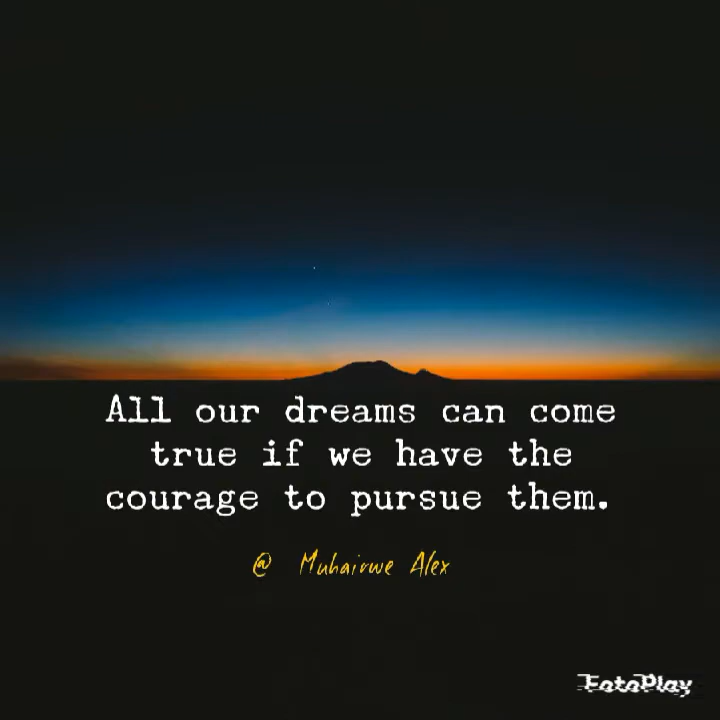 All our dreams can come
true if we have the
courage to pursue them.
@ Muhairwe Alex
FotoPlay